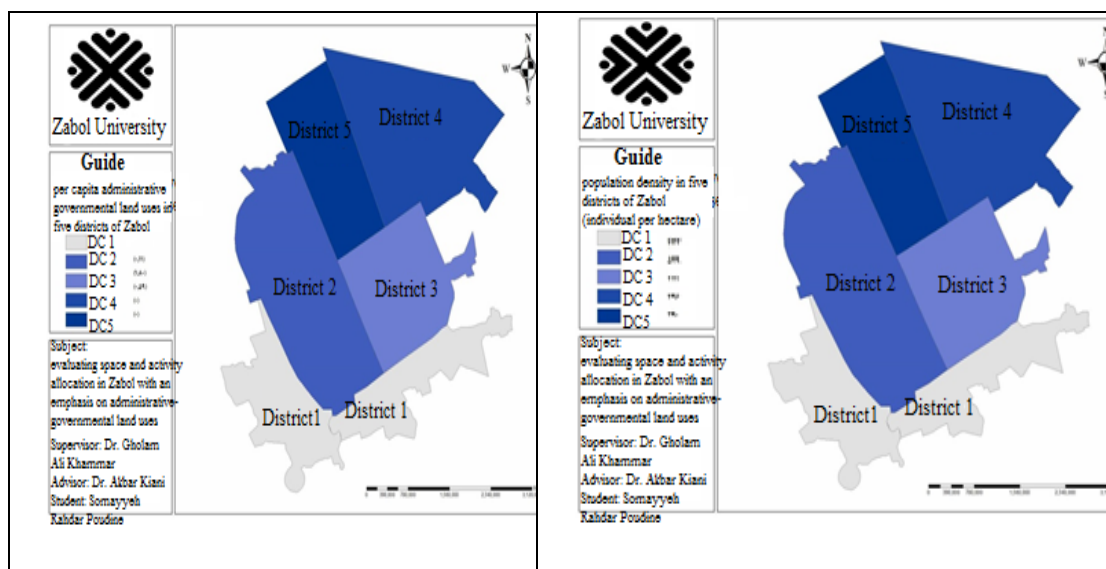 Zabol University
Guide
per capita administrative
governmental land uses in
five districts of Zabol
DC 1
DC 2
DC 3
DC 4
DC5
Subject:
evaluating space and activity
allocation in Zabol with an
emphasis on administrative-
governmental land uses
Supervisor: Dr. Gholam
Ali Khammar
Advisor: Dr. Akbar Kiani
Student: Somayyeh
Rahdar Poudine
N
W
S
District 5
District 4
District 2
District 3
District1
District 1
0
Zabol University
Guide
population density in five
districts of Zabol
(individual per hectare)
DC 1
DC 2
DC 3
DC 4
DC5
Subject:
evaluating space and activity
allocation in Zabol with an
emphasis on administrative-
governmental land uses
Supervisor: Dr. Gholam
Ali Khammar
Advisor: Dr. Akbar Kiani
Student: Somayyeh
Rahdar Poudine
N
W
S
District 5
District 4
District 2
District 3
District1
District 1
0